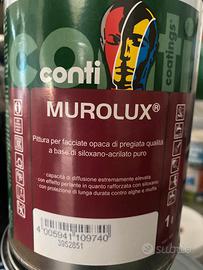 conti
coatings
MUROLUX®
Pittura per facciate opaca di pregiata qualità
a base di silossano-acrilato puro
- capacità di diffusione estremamente elevata
- con effetto perlante in quanto rafforzata con silossani
- con protezione di lunga durata contro alghe e muffe
4 005941 109740
3952851
1
Subito